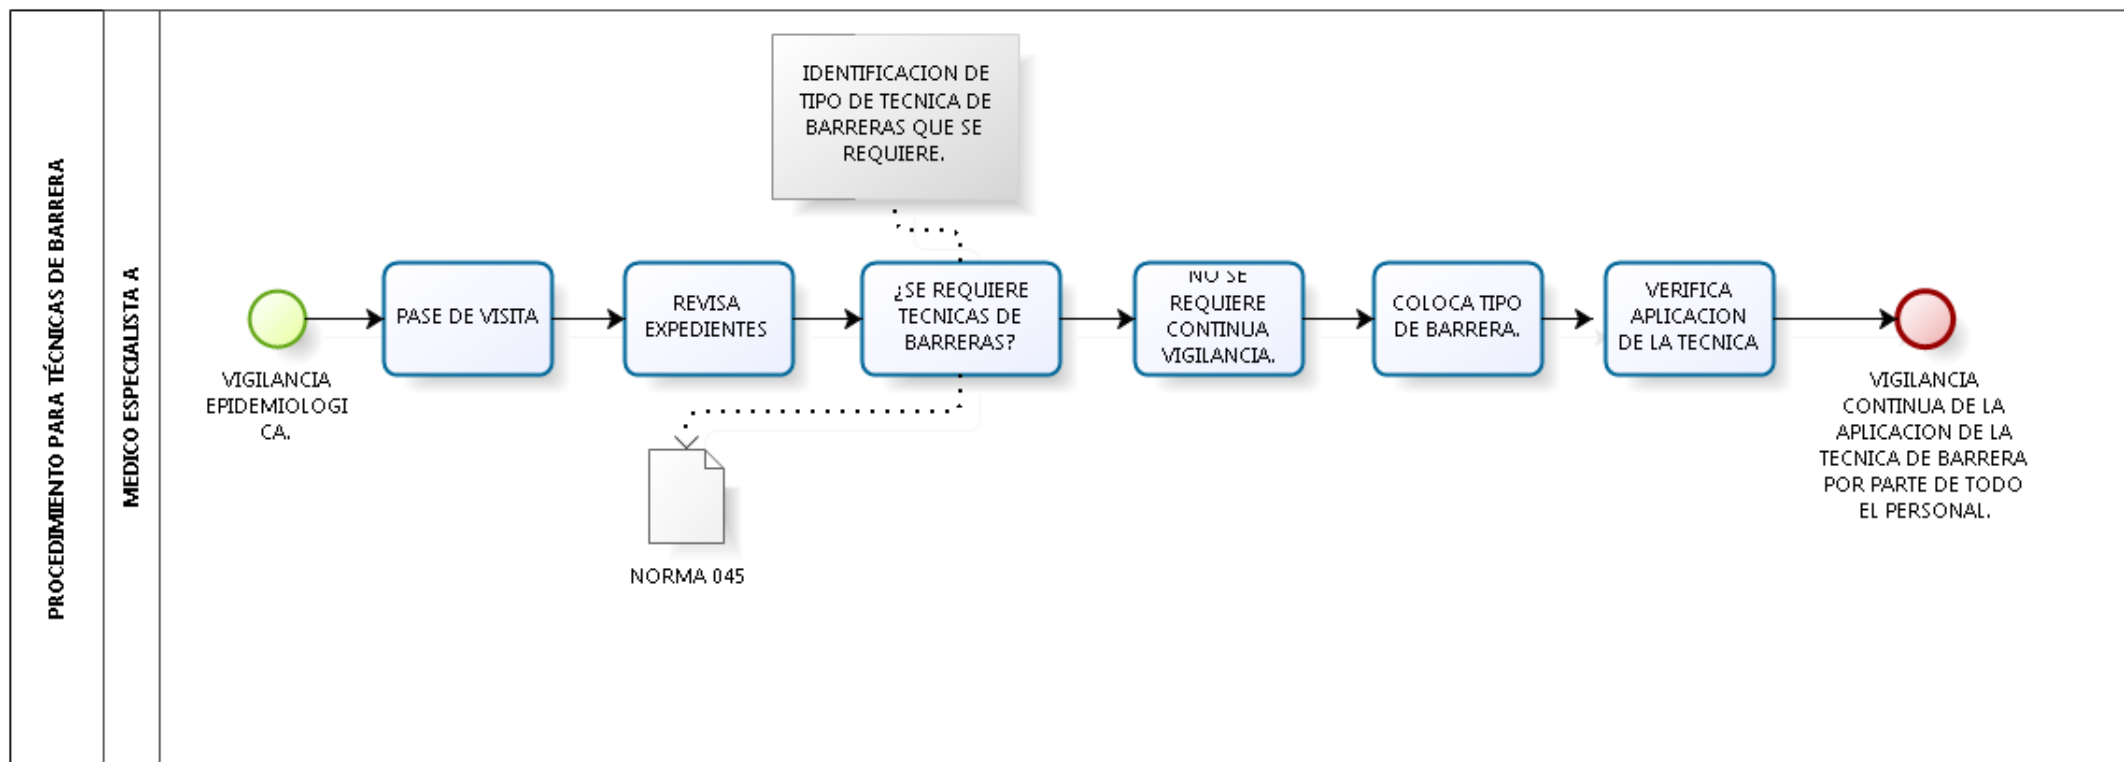 PROCEDIMIENTO PARA TÉCNICAS DE BARRERA
MEDICO ESPECIALISTA A
IDENTIFICACION DE
TIPO DE TECNICA DE
BARRERAS QUE SE
REQUIERE.
VIGILANCIA
EPIDEMIOLOGI
CA.
PASE DE VISITA
REVISA
EXPEDIENTES
¿SE REQUIERE
TECNICAS DE
BARRERAS?
NO SE
REQUIERE
CONTINUA
VIGILANCIA.
COLOCA TIPO
DE BARRERA.
VERIFICA
APLICACION
DE LA TECNICA
VIGILANCIA
CONTINUA DE LA
APLICACION DE LA
TECNICA DE BARRERA
POR PARTE DE TODO
EL PERSONAL.
NORMA 045